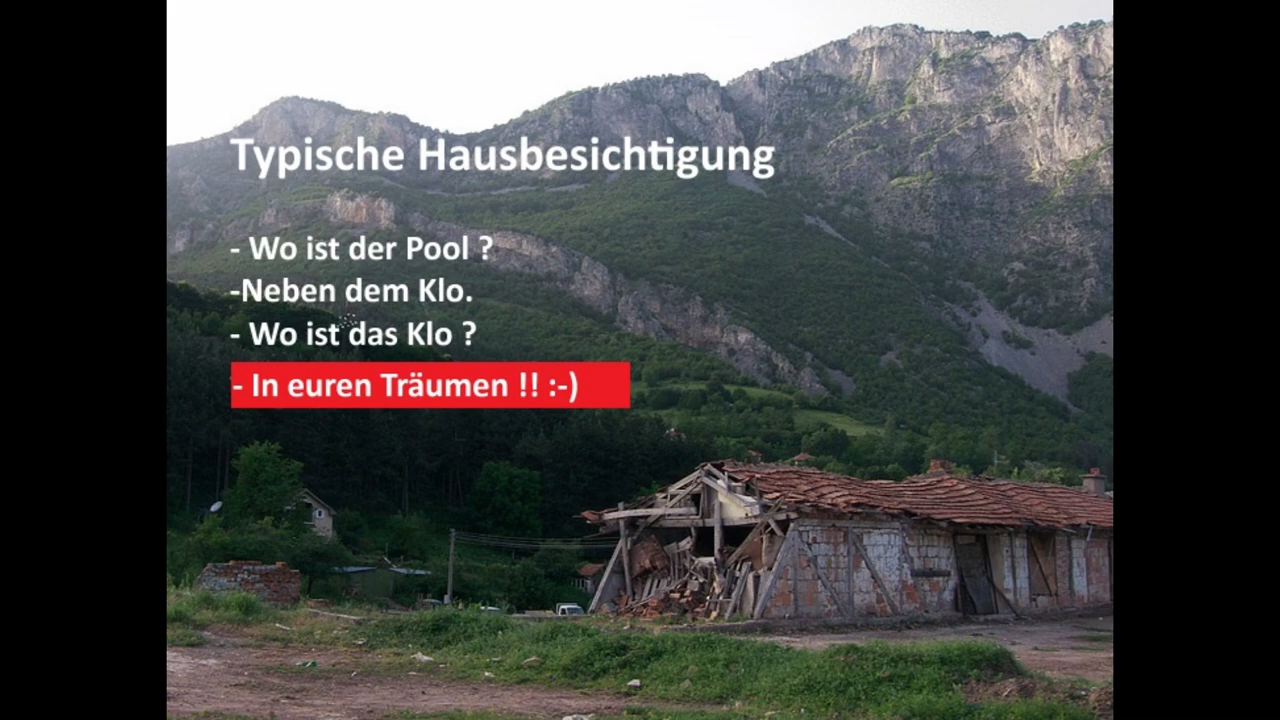 Typische Hausbesichtigung
- Wo ist der Pool ?
-Neben dem Klo.
- Wo ist das Klo ?
- In euren Träumen !! :-)